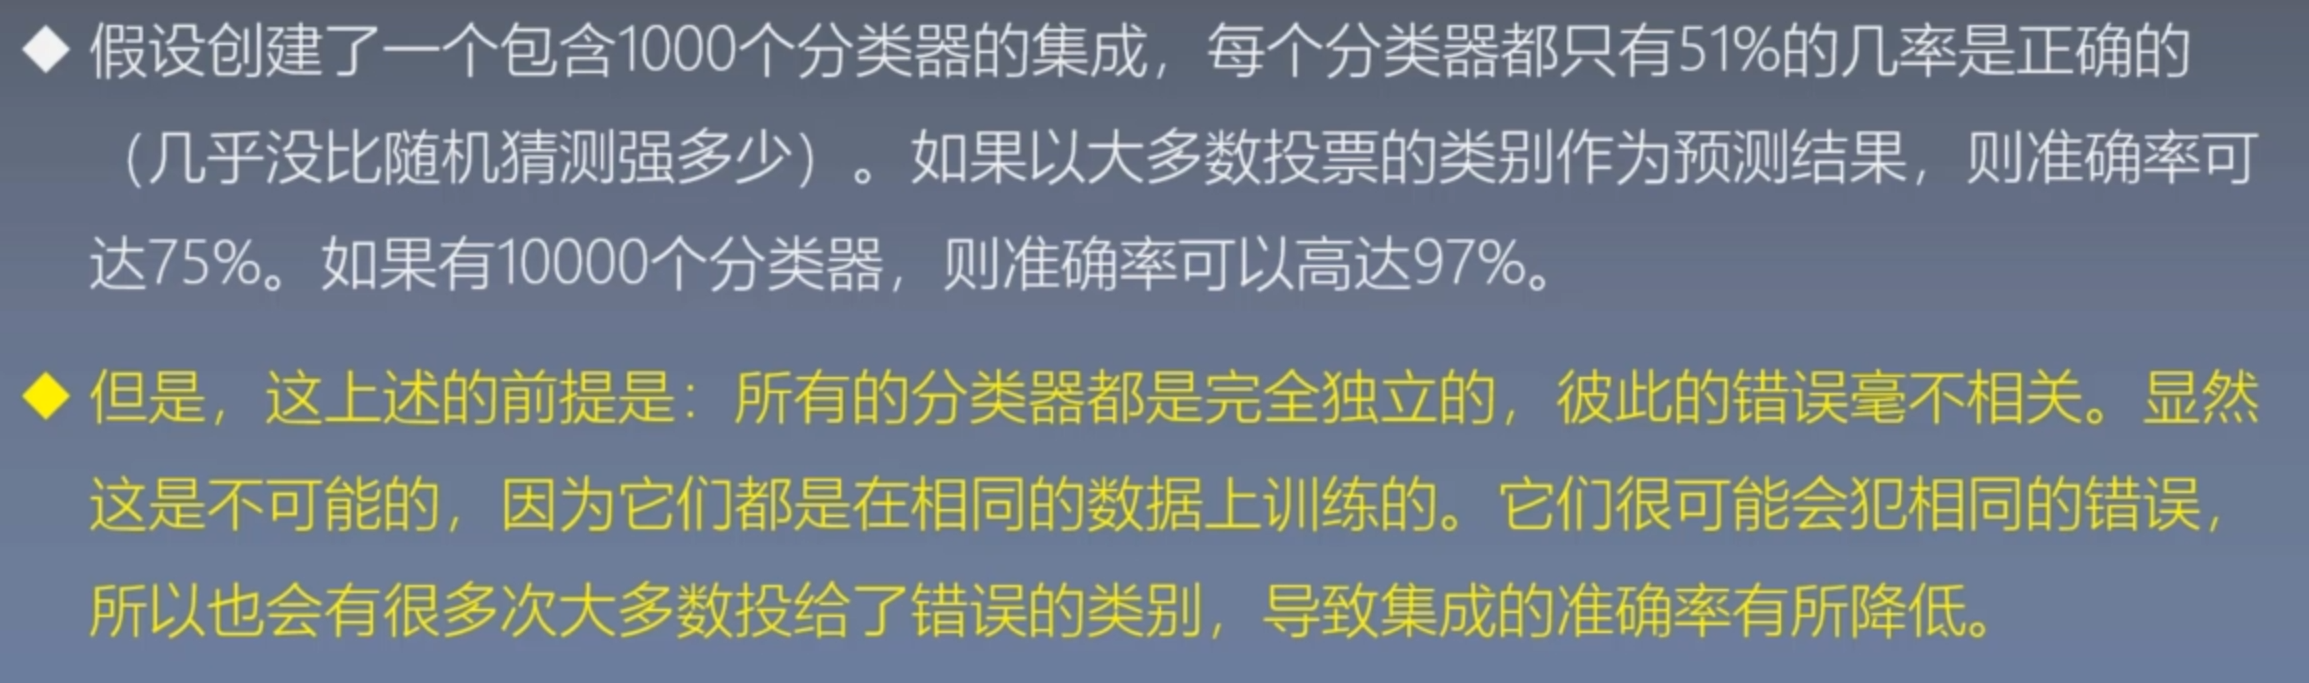 ◆ 假设创建了一个包含1000个分类器的集成，每个分类器都只有51%的几率是正确的
（几乎没比随机猜测强多少）。如果以大多数投票的类别作为预测结果，则准确率可
达75%。如果有10000个分类器，则准确率可以高达97%。
◆ 但是，这上述的前提是：所有的分类器都是完全独立的，彼此的错误毫不相关。显然
这是不可能的，因为它们都是在相同的数据上训练的。它们很可能会犯相同的错误，
所以也会有很多次大多数投给了错误的类别，导致集成的准确率有所降低。